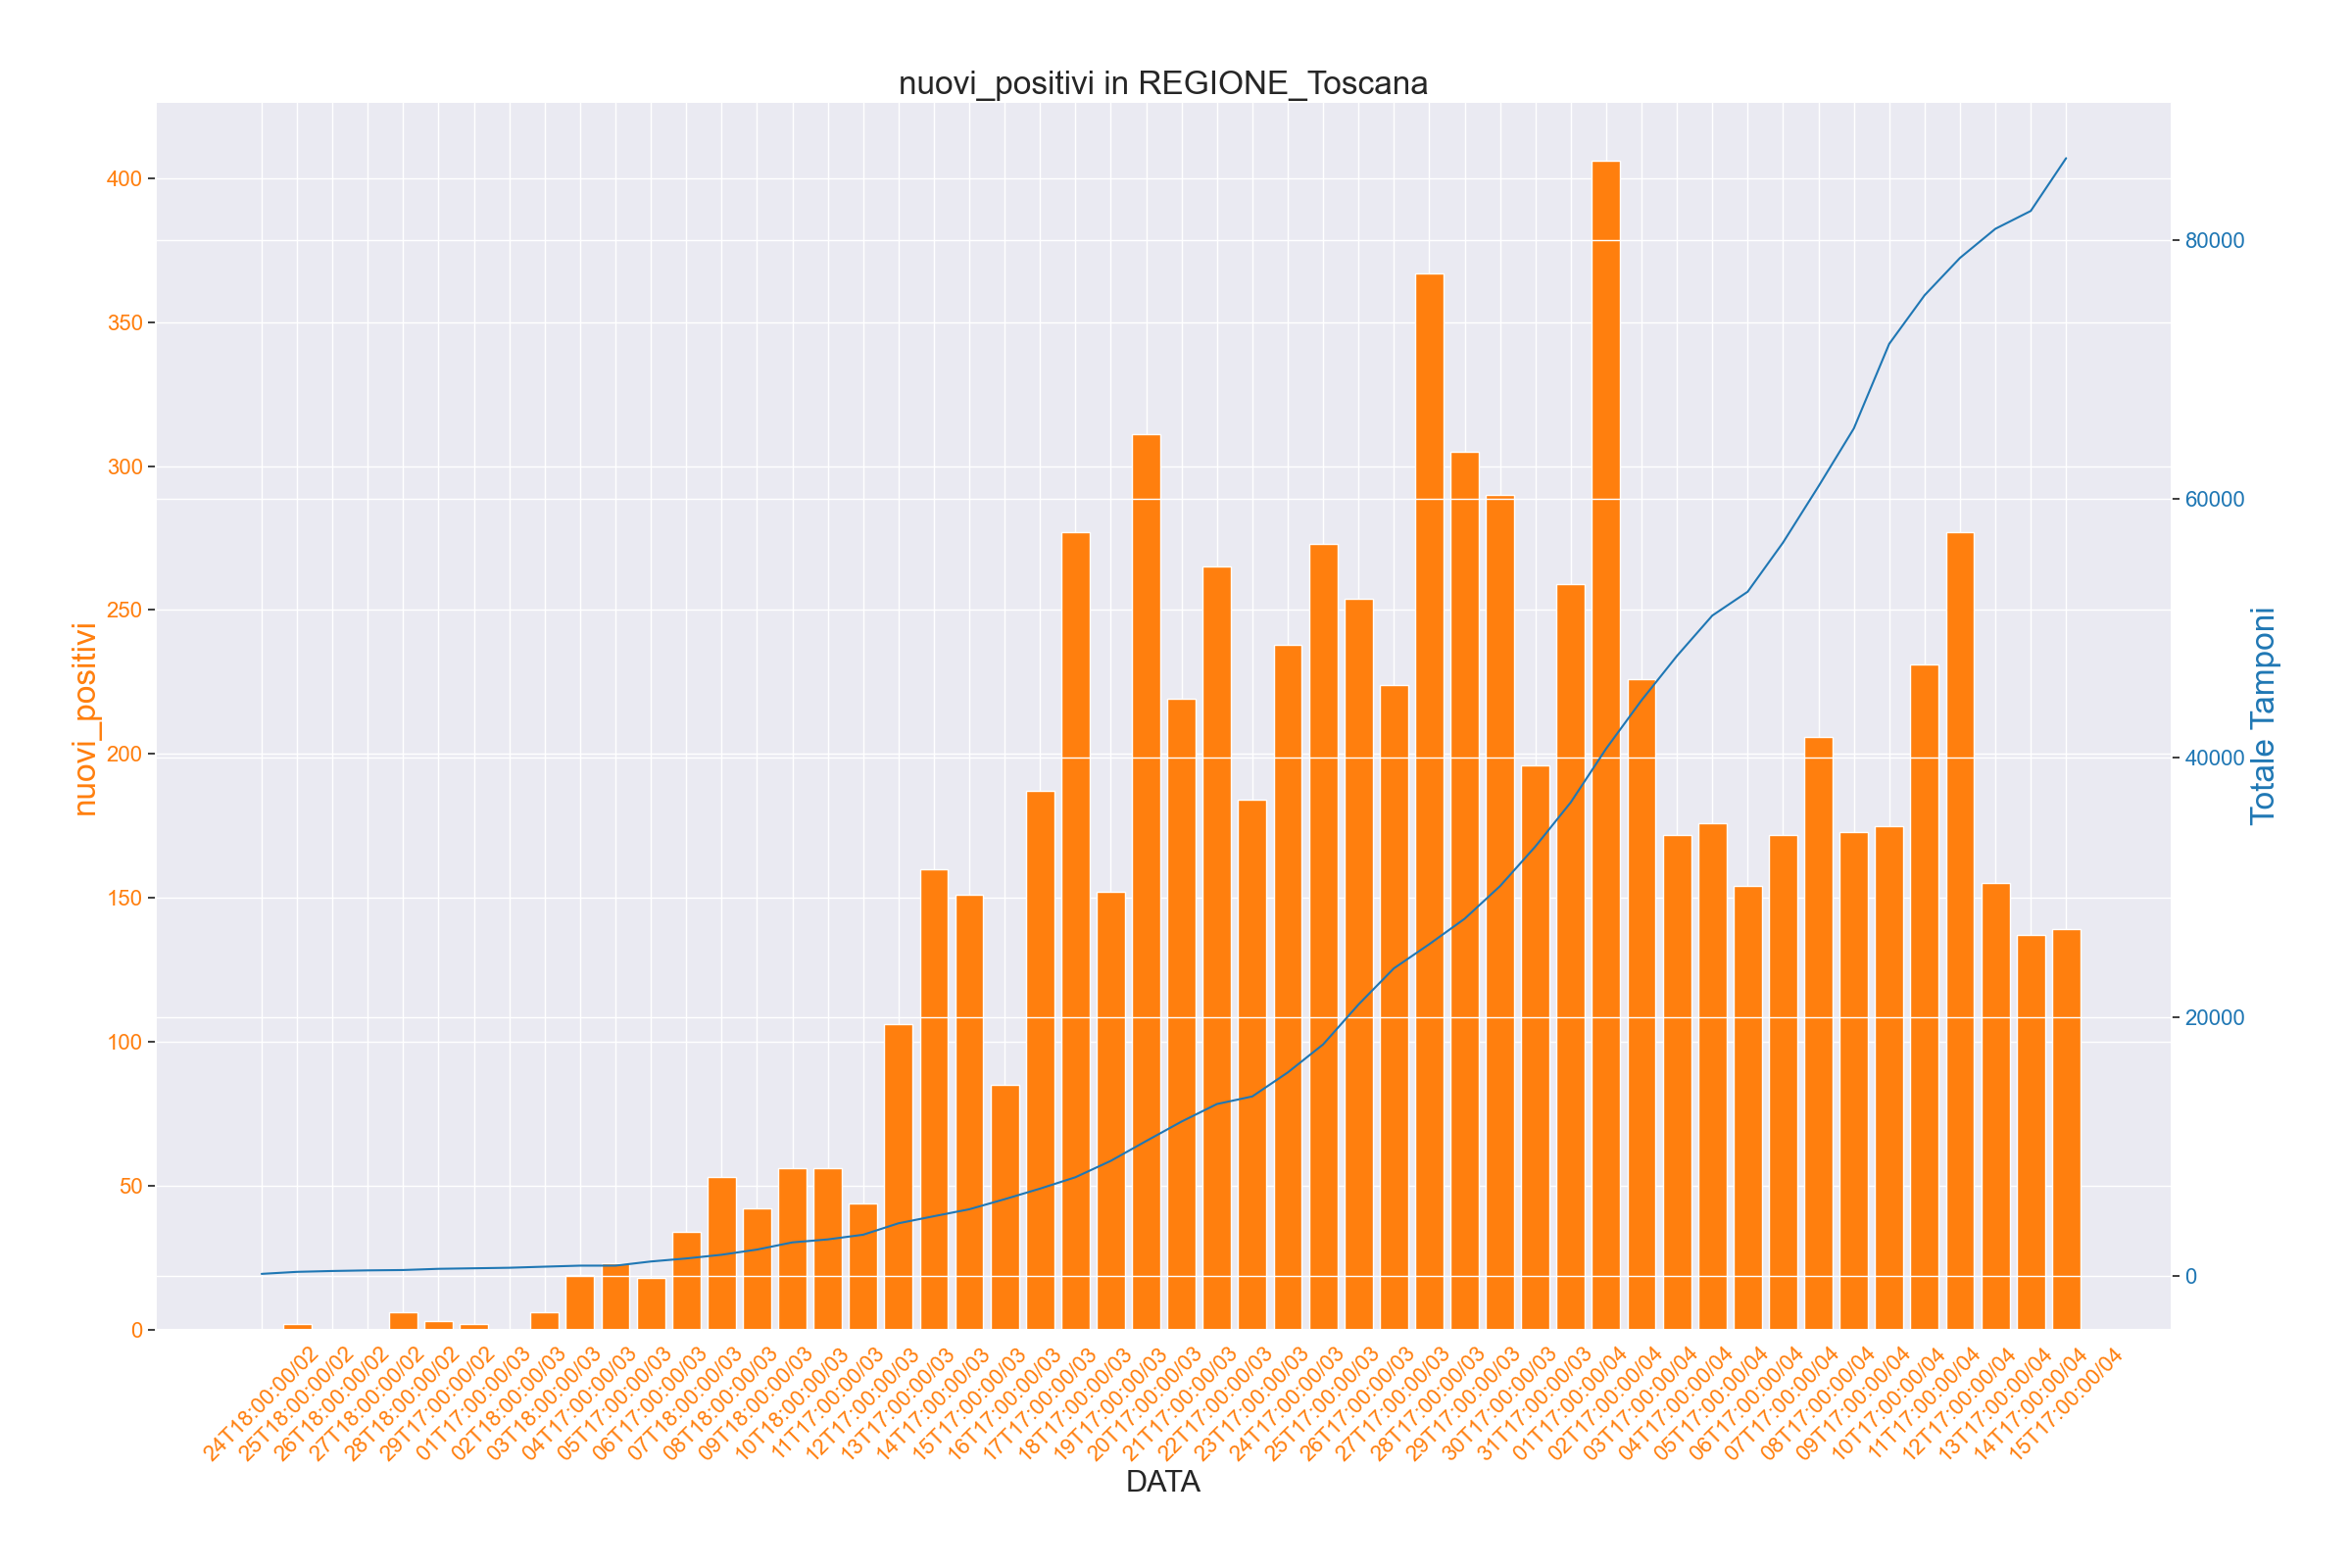 nuovi_positivi in REGIONE_Toscana
400
350
300
250
200
150
100
50
0
nuovi_positivi
80000
60000
40000
20000
0
Totale Tamponi
24T18:00:00/02
25T18:00:00/02
26T18:00:00/02
27T18:00:00/02
28T18:00:00/02
29T17:00:00/02
01T17:00:00/03
02T18:00:00/03
03T18:00:00/03
04T17:00:00/03
05T17:00:00/03
06T17:00:00/03
07T18:00:00/03
08T18:00:00/03
09T18:00:00/03
10T18:00:00/03
11T17:00:00/03
12T17:00:00/03
13T17:00:00/03
14T17:00:00/03
15T17:00:00/03
16T17:00:00/03
17T17:00:00/03
18T17:00:00/03
19T17:00:00/03
20T17:00:00/03
21T17:00:00/03
22T17:00:00/03
23T17:00:00/03
24T17:00:00/03
25T17:00:00/03
26T17:00:00/03
27T17:00:00/03
28T17:00:00/03
29T17:00:00/03
30T17:00:00/03
31T17:00:00/03
01T17:00:00/04
02T17:00:00/04
03T17:00:00/04
04T17:00:00/04
05T17:00:00/04
06T17:00:00/04
07T17:00:00/04
08T17:00:00/04
09T17:00:00/04
10T17:00:00/04
11T17:00:00/04
12T17:00:00/04
13T17:00:00/04
14T17:00:00/04
15T17:00:00/04
DATA